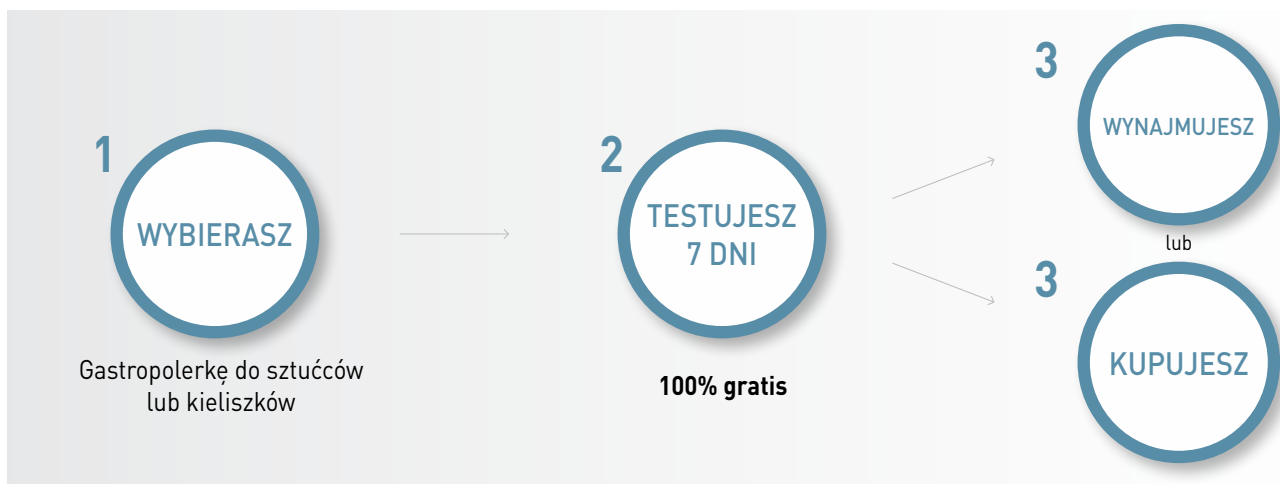 1
WYBIERASZ
Gastropolerkę do sztućców
lub kieliszków
2
TESTUJESZ
7 DNI
100% gratis
3
WYNAJMUJESZ
lub
3
KUPUJESZ